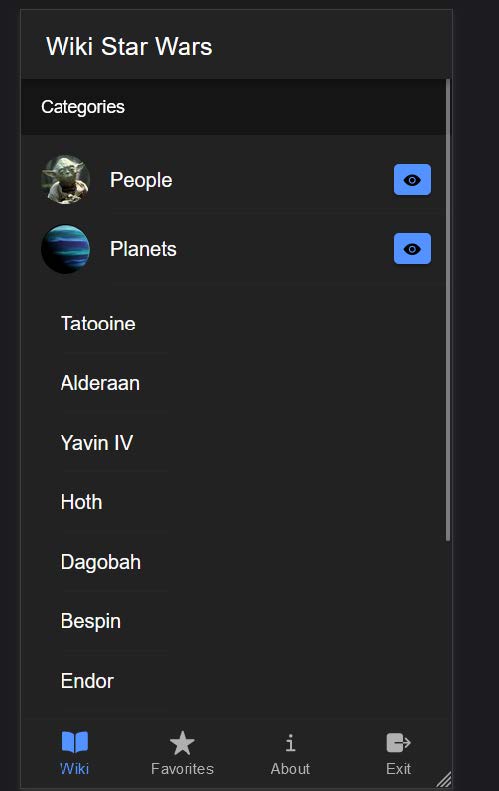 Wiki Star Wars
Categories
People
Planets
Tatooine
Alderaan
Yavin IV
Hoth
Dagobah
Bespin
Endor
Wiki Favorites About Exit